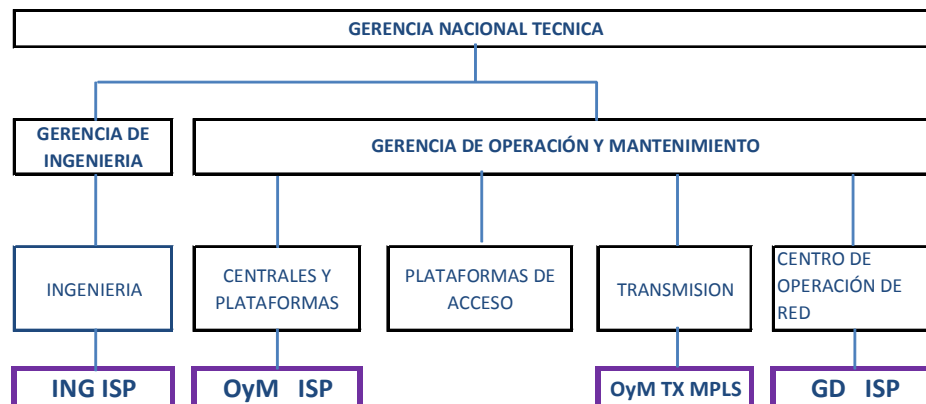 GERENCIA NACIONAL TECNICA
GERENCIA DE
INGENIERIA
GERENCIA DE OPERACIÓN Y MANTENIMIENTO
INGENIERIA
CENTRALES Y
PLATAFORMAS
PLATAFORMAS DE
ACCESO
TRANSMISION
CENTRO DE
OPERACIÓN DE
RED
ING ISP
OyM ISP
OyM TX MPLS
GD ISP